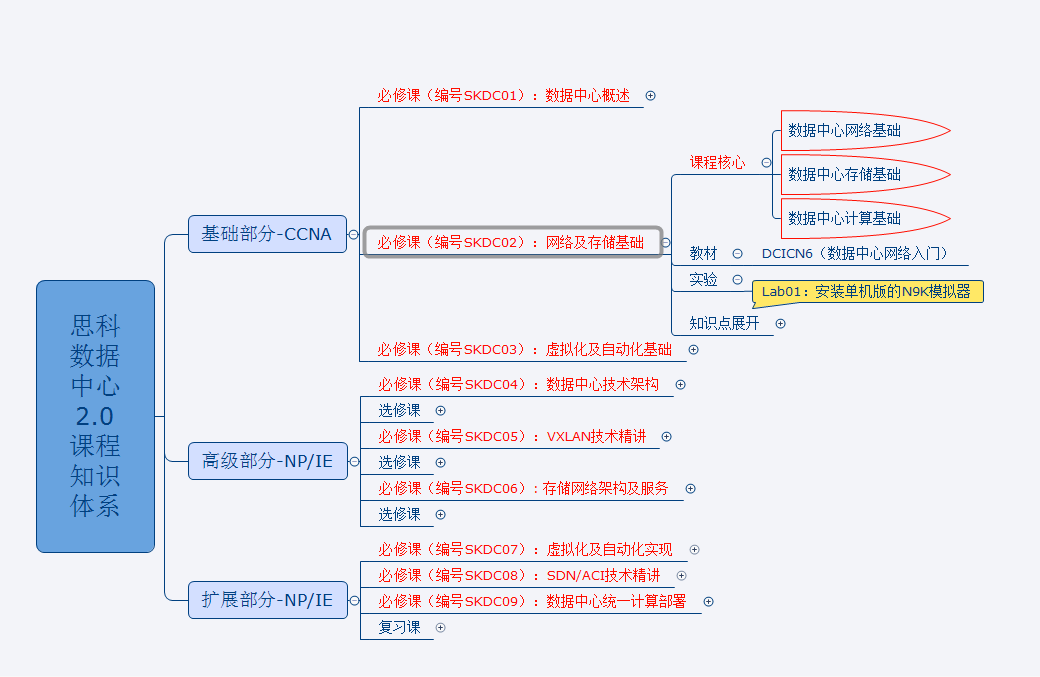 思科
数据
中心
2.0
课程
知识
体系
基础部分-CCNA
必修课（编号SKDC01）：数据中心概述
必修课（编号SKDC02）：网络及存储基础
课程核心
数据中心网络基础
数据中心存储基础
数据中心计算基础
教材
DCICN6（数据中心网络入门）
实验
Lab01：安装单机版的N9K模拟器
知识点展开
必修课（编号SKDC03）：虚拟化及自动化基础
高级部分-NP/IE
必修课（编号SKDC04）：数据中心技术架构
选修课
必修课（编号SKDC05）：VXLAN技术精讲
选修课
必修课（编号SKDC06）：存储网络架构及服务
选修课
扩展部分-NP/IE
必修课（编号SKDC07）：虚拟化及自动化实现
必修课（编号SKDC08）：SDN/ACI技术精讲
必修课（编号SKDC09）：数据中心统一计算部署
复习课